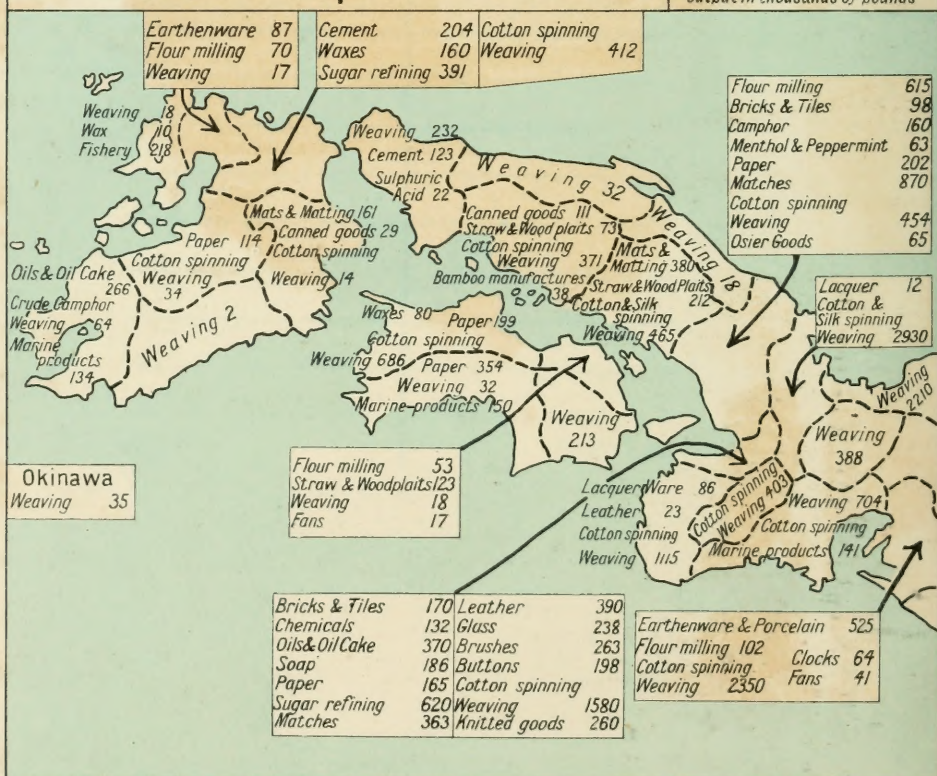 output in thousands of pounds
Earthenware 87
Flour milling 70
Weaving 17
Cement 204
Waxes 160
Sugar refining 391
Cotton spinning
Weaving 412
Flour milling 615
Bricks & Tiles 98
Camphor 160
Menthol & Peppermint 63
Paper 202
Matches 870
Cotton spinning
Weaving 454
Osier Goods 65
Weaving 18
Wax 10
Fishery 218
Weaving 232
Cement 123
Sulphuric
Acid 22
Weaving 32
Weaving 18
Canned goods 111
Straw & Wood plaits 73
Cotton spinning
Weaving 371
Bamboo manufactures
38
Mats &
Matting 380
Straw & Wood Plaits
212
Cotton & Silk
spinning
Weaving 465
Mats & Matting 161
Canned goods 29
Cotton spinning
Weaving 14
Paper 114
Cotton spinning
Weaving
34
Oils & Oil Cake
266
Crude Camphor
Weaving 64
Marine
products
134
Weaving 2
Waxes 80
Paper 199
Cotton spinning
Weaving 686
Paper 354
Weaving 32
Marine products 150
Weaving
213
Lacquer 12
Cotton &
Silk spinning
Weaving 2930
Weaving
2210
Weaving
388
Okinawa
Weaving 35
Flour milling 53
Straw & Woodplaits 123
Weaving 18
Fans 17
Lacquer Ware 86
Leather 23
Cotton spinning
Weaving 1115
Cotton spinning
Weaving 403
Weaving 704
Cotton spinning
Marine products 141
Bricks & Tiles 170
Chemicals 132
Oils & Oil Cake 370
Soap 186
Paper 165
Sugar refining 620
Matches 363
Leather 390
Glass 238
Brushes 263
Buttons 198
Cotton spinning
Weaving 1580
Knitted goods 260
Earthenware & Porcelain 525
Flour milling 102
Cotton spinning
Weaving 2350
Clocks 64
Fans 41